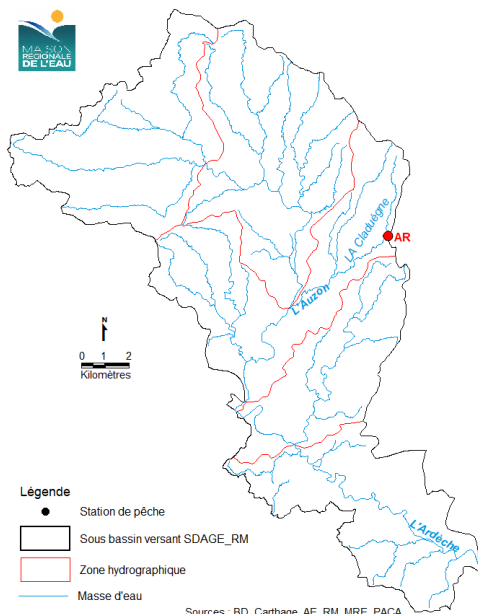 MAISON
REGIONALE
DE L'EAU
LA Claduègne
AR
L'Auzon
N
0 1 2
Kilomètres
L'Ardèche
Légende
Station de pêche
Sous bassin versant SDAGE_RM
Zone hydrographique
Masse d'eau
Sources : BD_Carthage, AE_RM, MRE_PACA